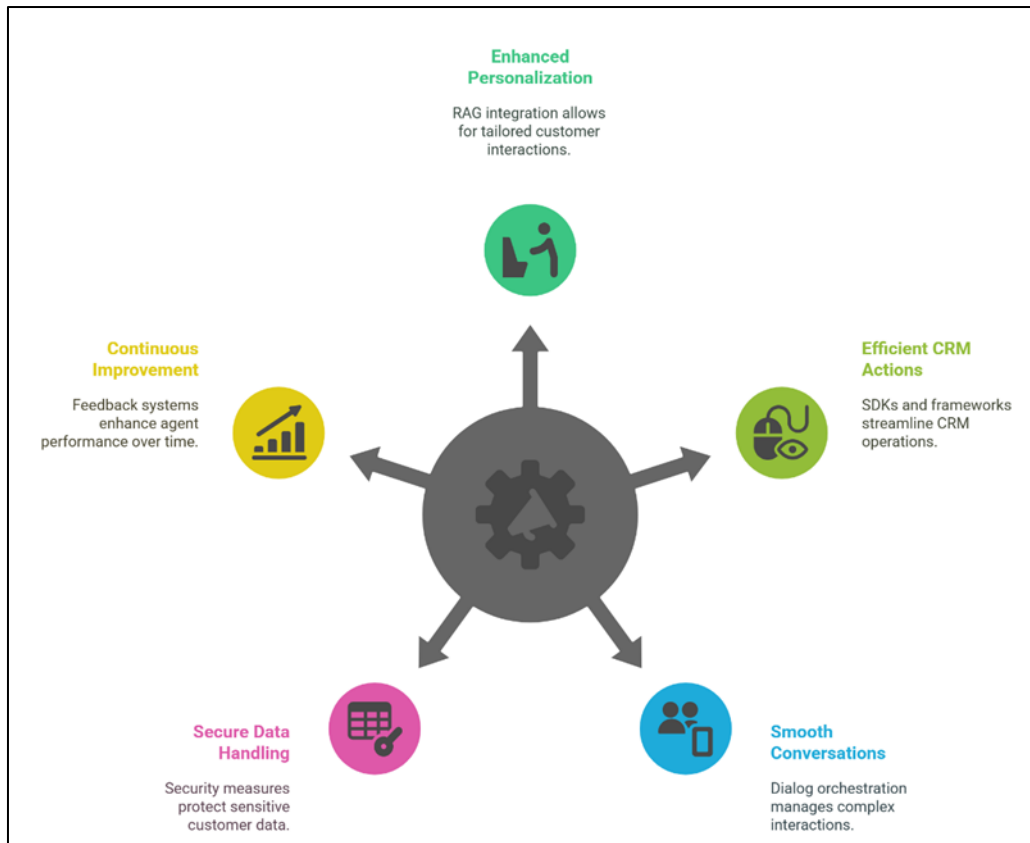 Enhanced
Personalization
RAG integration allows
for tailored customer
interactions.
Continuous
Improvement
Feedback systems
enhance agent
performance over time.
Efficient CRM
Actions
SDKs and frameworks
streamline CRM
operations.
Secure Data
Handling
Security measures
protect sensitive
customer data.
Smooth
Conversations
Dialog orchestration
manages complex
interactions.